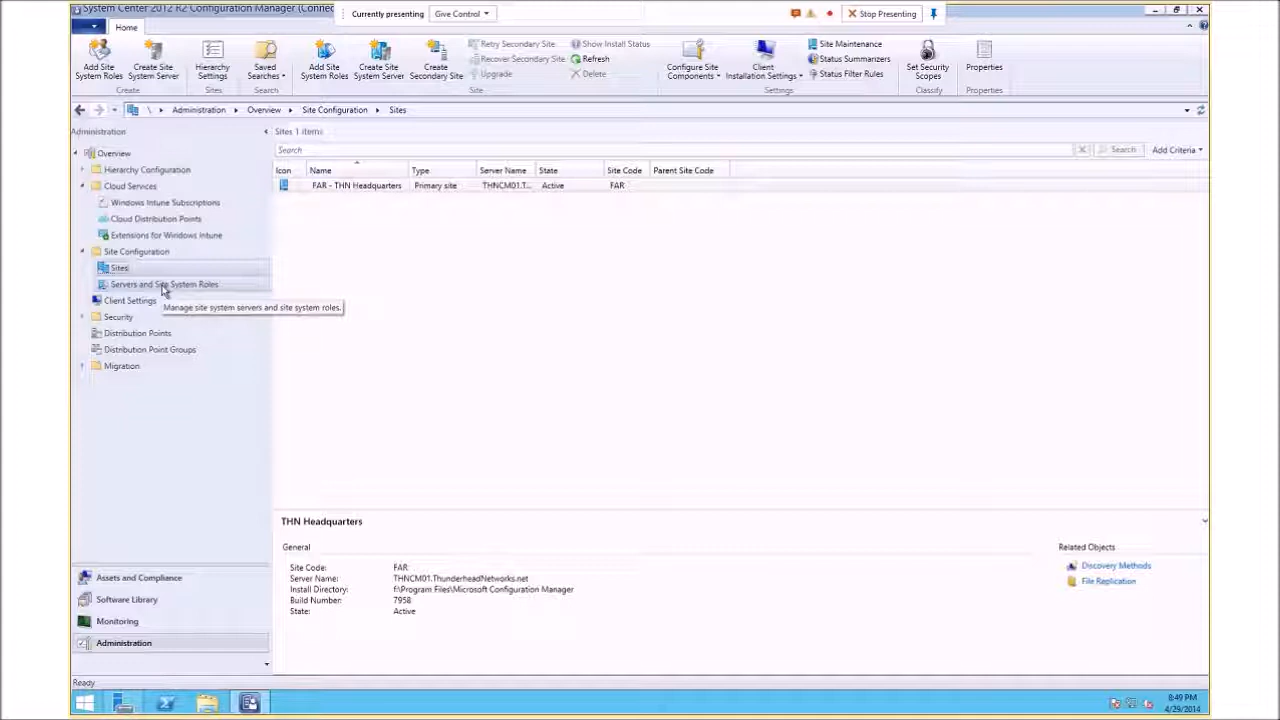 System Center 2012 R2 Configuration Manager (Connec
Currently presenting
Give Control
Stop Presenting
Home
Add Site
System Roles
Create Site
System Server
Hierarchy
Settings
Saved
Searches
Add Site
System Roles
Create Site
System Server
Create
Secondary Site
Retry Secondary Site
Recover Secondary Site
Upgrade
Show Install Status
Refresh
Delete
Configure Site
Components
Client
Installation Settings
Site Maintenance
Status Summarizers
Status Filter Rules
Set Security
Scopes
Properties
Create
Sites
Search
Site
Settings
Classify
Properties
\ Administration Overview Site Configuration Sites
Administration
Overview
Hierarchy Configuration
Cloud Services
Windows Intune Subscriptions
Cloud Distribution Points
Extensions for Windows Intune
Site Configuration
Sites
Servers and Site System Roles
Client Settings
Manage site system servers and site system roles.
Security
Distribution Points
Distribution Point Groups
Migration
Sites 1 items
Search
Search
Add Criteria
Icon Name Type Server Name State Site Code Parent Site Code
FAR - THN Headquarters Primary site THNCM01.T... Active FAR
THN Headquarters
General
Site Code: FAR
Server Name: THNCM01.ThunderheadNetworks.net
Install Directory: f:\Program Files\Microsoft Configuration Manager
Build Number: 7958
State: Active
Related Objects
Discovery Methods
File Replication
Assets and Compliance
Software Library
Monitoring
Administration
Ready
8:49 PM
4/29/2014